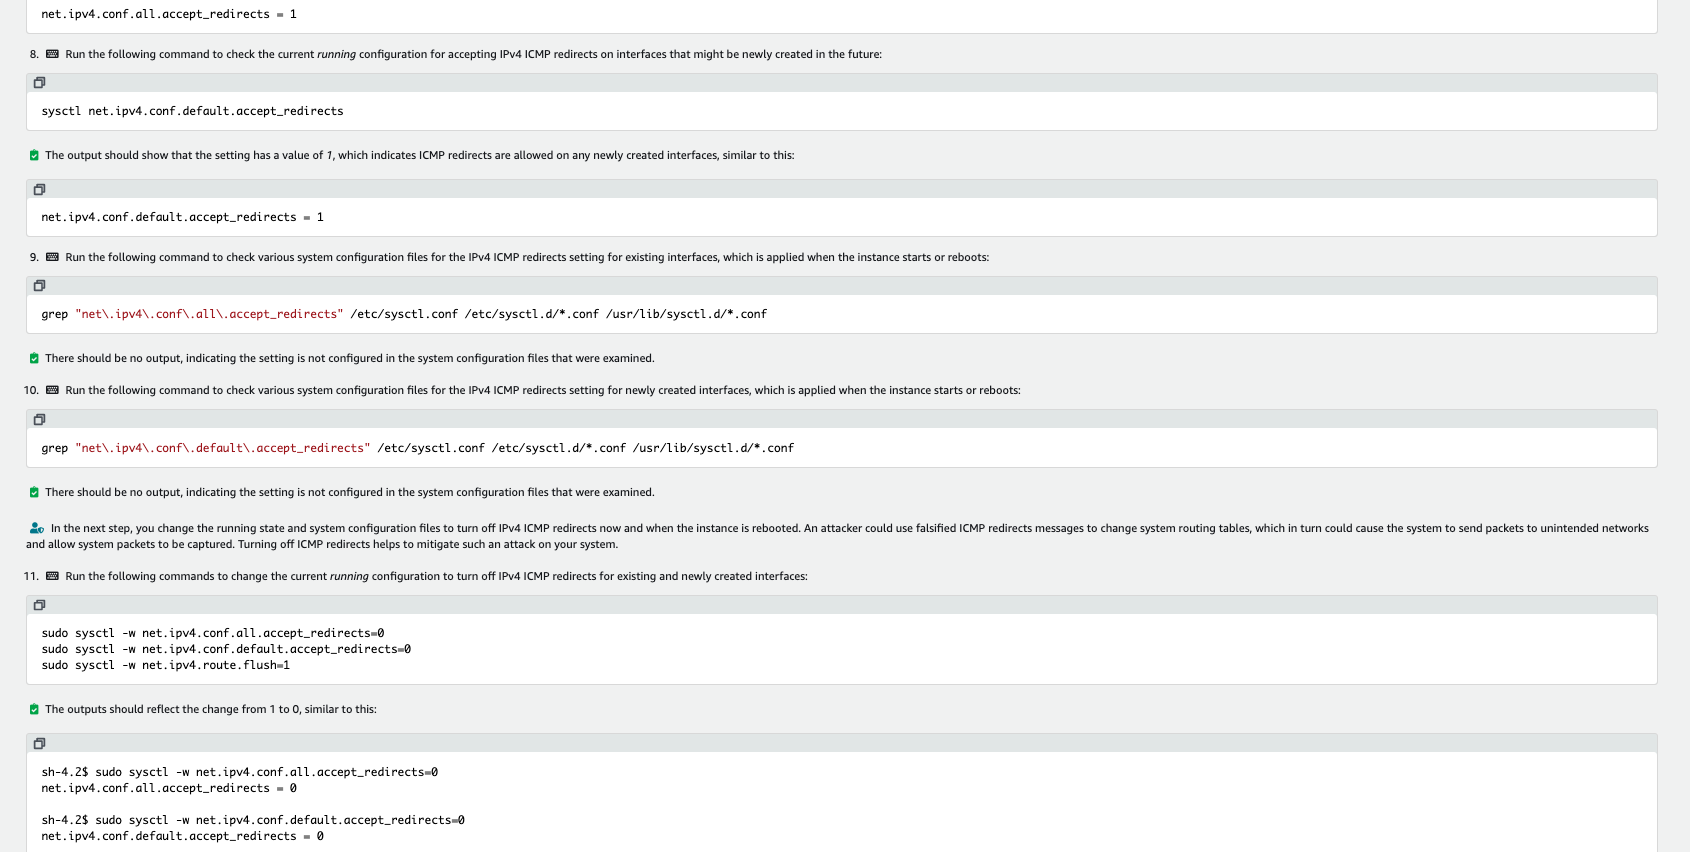 net.ipv4.conf.all.accept_redirects = 1
8. Run the following command to check the current running configuration for accepting IPv4 ICMP redirects on interfaces that might be newly created in the future:
sysctl net.ipv4.conf.default.accept_redirects
The output should show that the setting has a value of 1, which indicates ICMP redirects are allowed on any newly created interfaces, similar to this:
net.ipv4.conf.default.accept_redirects = 1
9. Run the following command to check various system configuration files for the IPv4 ICMP redirects setting for existing interfaces, which is applied when the instance starts or reboots:
grep "net\.ipv4\.conf\.all\.accept_redirects" /etc/sysctl.conf /etc/sysctl.d/*.conf /usr/lib/sysctl.d/*.conf
There should be no output, indicating the setting is not configured in the system configuration files that were examined.
10. Run the following command to check various system configuration files for the IPv4 ICMP redirects setting for newly created interfaces, which is applied when the instance starts or reboots:
grep "net\.ipv4\.conf\.default\.accept_redirects" /etc/sysctl.conf /etc/sysctl.d/*.conf /usr/lib/sysctl.d/*.conf
There should be no output, indicating the setting is not configured in the system configuration files that were examined.
In the next step, you change the running state and system configuration files to turn off IPv4 ICMP redirects now and when the instance is rebooted. An attacker could use falsified ICMP redirects messages to change system routing tables, which in turn could cause the system to send packets to unintended networks
and allow system packets to be captured. Turning off ICMP redirects helps to mitigate such an attack on your system.
11. Run the following commands to change the current running configuration to turn off IPv4 ICMP redirects for existing and newly created interfaces:
sudo sysctl -w net.ipv4.conf.all.accept_redirects=0
sudo sysctl -w net.ipv4.conf.default.accept_redirects=0
sudo sysctl -w net.ipv4.route.flush=1
The outputs should reflect the change from 1 to 0, similar to this:
sh-4.2$ sudo sysctl -w net.ipv4.conf.all.accept_redirects=0
net.ipv4.conf.all.accept_redirects = 0
sh-4.2$ sudo sysctl -w net.ipv4.conf.default.accept_redirects=0
net.ipv4.conf.default.accept_redirects = 0